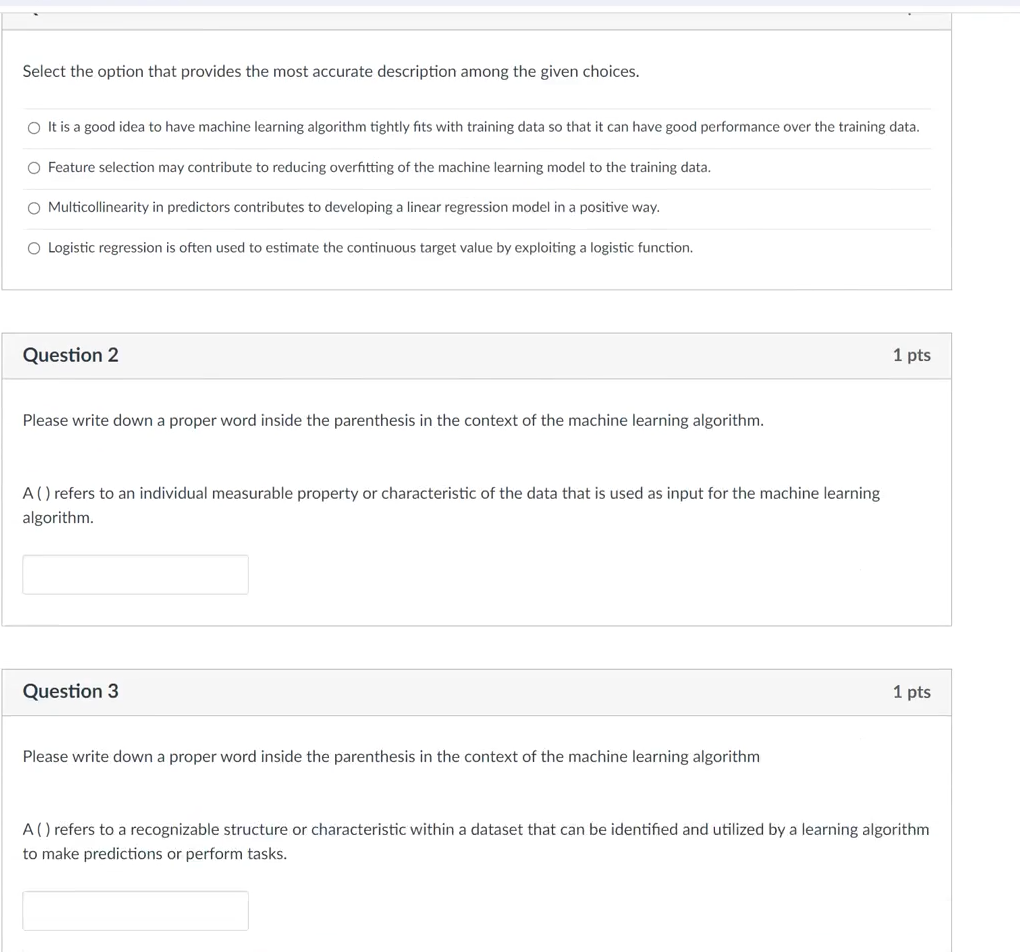 Select the option that provides the most accurate description among the given choices.
It is a good idea to have machine learning algorithm tightly fits with training data so that it can have good performance over the training data.
Feature selection may contribute to reducing overfitting of the machine learning model to the training data.
Multicollinearity in predictors contributes to developing a linear regression model in a positive way.
Logistic regression is often used to estimate the continuous target value by exploiting a logistic function.
Question 2 1 pts
Please write down a proper word inside the parenthesis in the context of the machine learning algorithm.
A ( ) refers to an individual measurable property or characteristic of the data that is used as input for the machine learning
algorithm.
Question 3 1 pts
Please write down a proper word inside the parenthesis in the context of the machine learning algorithm
A ( ) refers to a recognizable structure or characteristic within a dataset that can be identified and utilized by a learning algorithm
to make predictions or perform tasks.